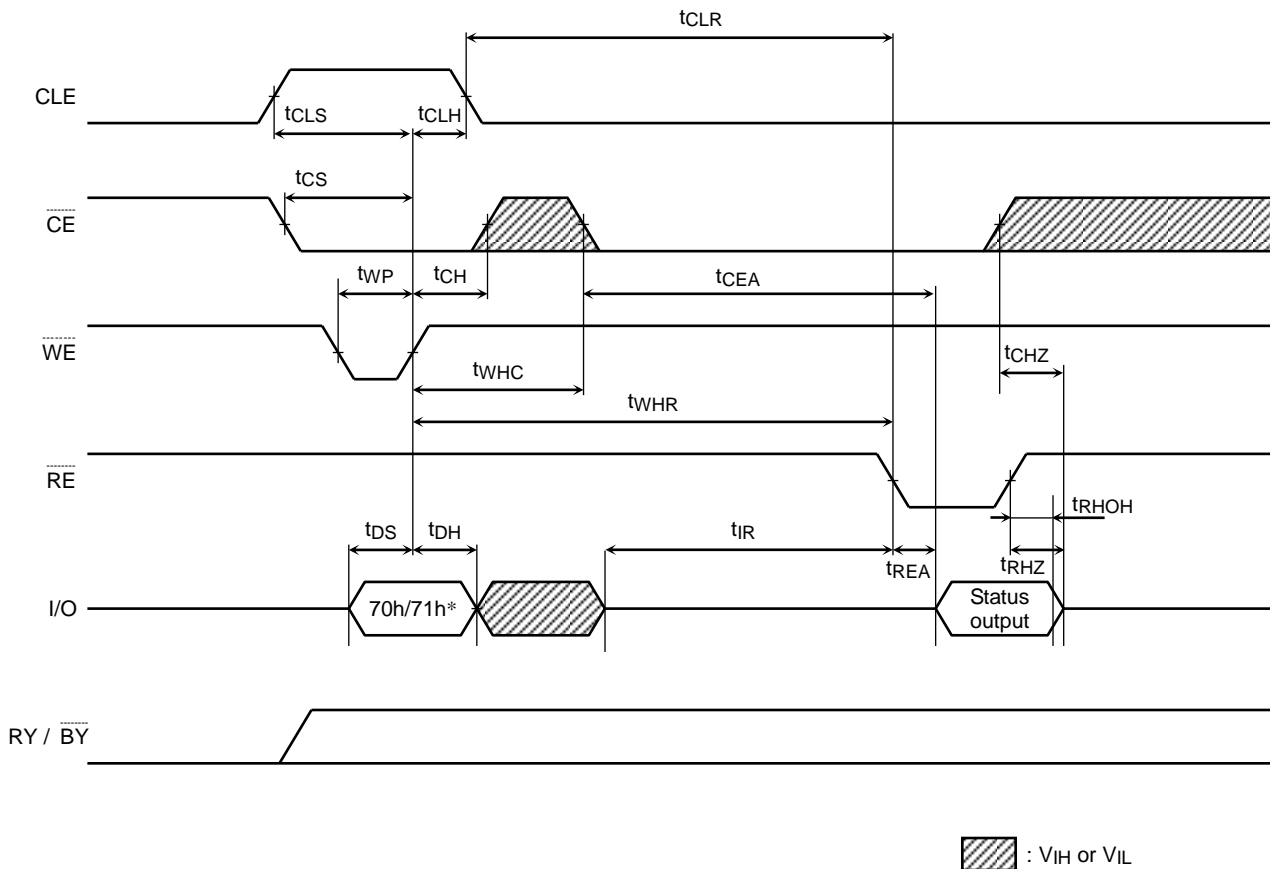 tCLR
CLE
tCLS
tCLH
tCS
CE
tWP
tCH
tCEA
WE
tCHZ
tWHC
tWHR
RE
tRHOH
tDS
tDH
tIR
tREA
tRHZ
I/O
70h/71h*
Status
output
RY / BY
: VIH or VIL